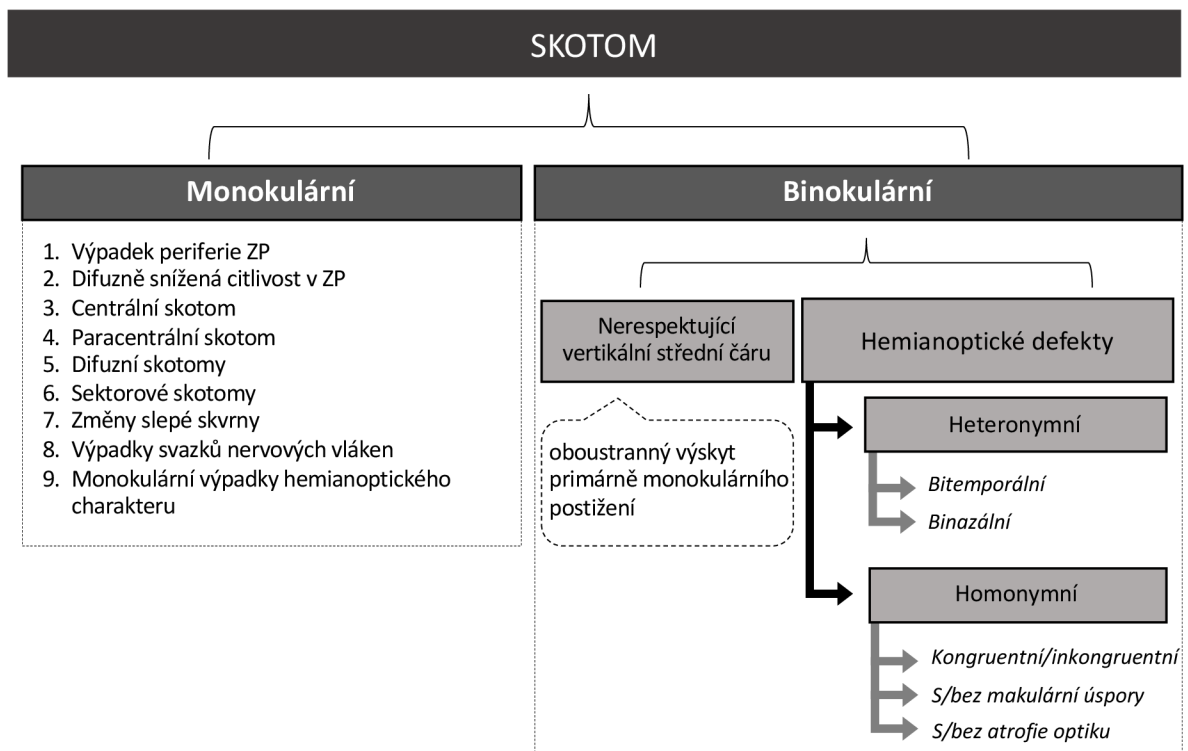 SKOTOM
Monokulární
1. Výpadek periferie ZP
2. Difuzně snížená citlivost v ZP
3. Centrální skotom
4. Paracentrální skotom
5. Difuzní skotomy
6. Sektorové skotomy
7. Změny slepé skvrny
8. Výpadky svazků nervových vláken
9. Monokulární výpadky hemianoptického
charakteru
Binokulární
Nerespektující
vertikální střední čáru
oboustranný výskyt
primárně monokulárního
postižení
Hemianoptické defekty
Heteronymní
Bitemporální
Binazální
Homonymní
Kongruentní/inkongruentní
S/bez makulární úspory
S/bez atrofie optiku